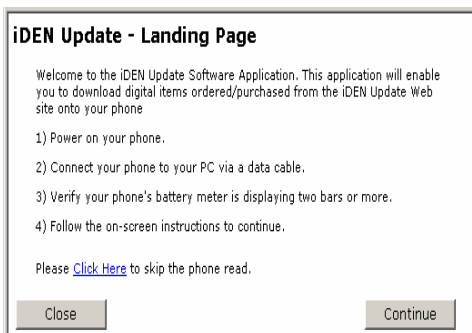 iDEN Update - Landing Page
Welcome to the iDEN Update Software Application. This application will enable
you to download digital items ordered/purchased from the iDEN Update Web
site onto your phone
1) Power on your phone.
2) Connect your phone to your PC via a data cable.
3) Verify your phone's battery meter is displaying two bars or more.
4) Follow the on-screen instructions to continue.
Please Click Here to skip the phone read.
Close Continue